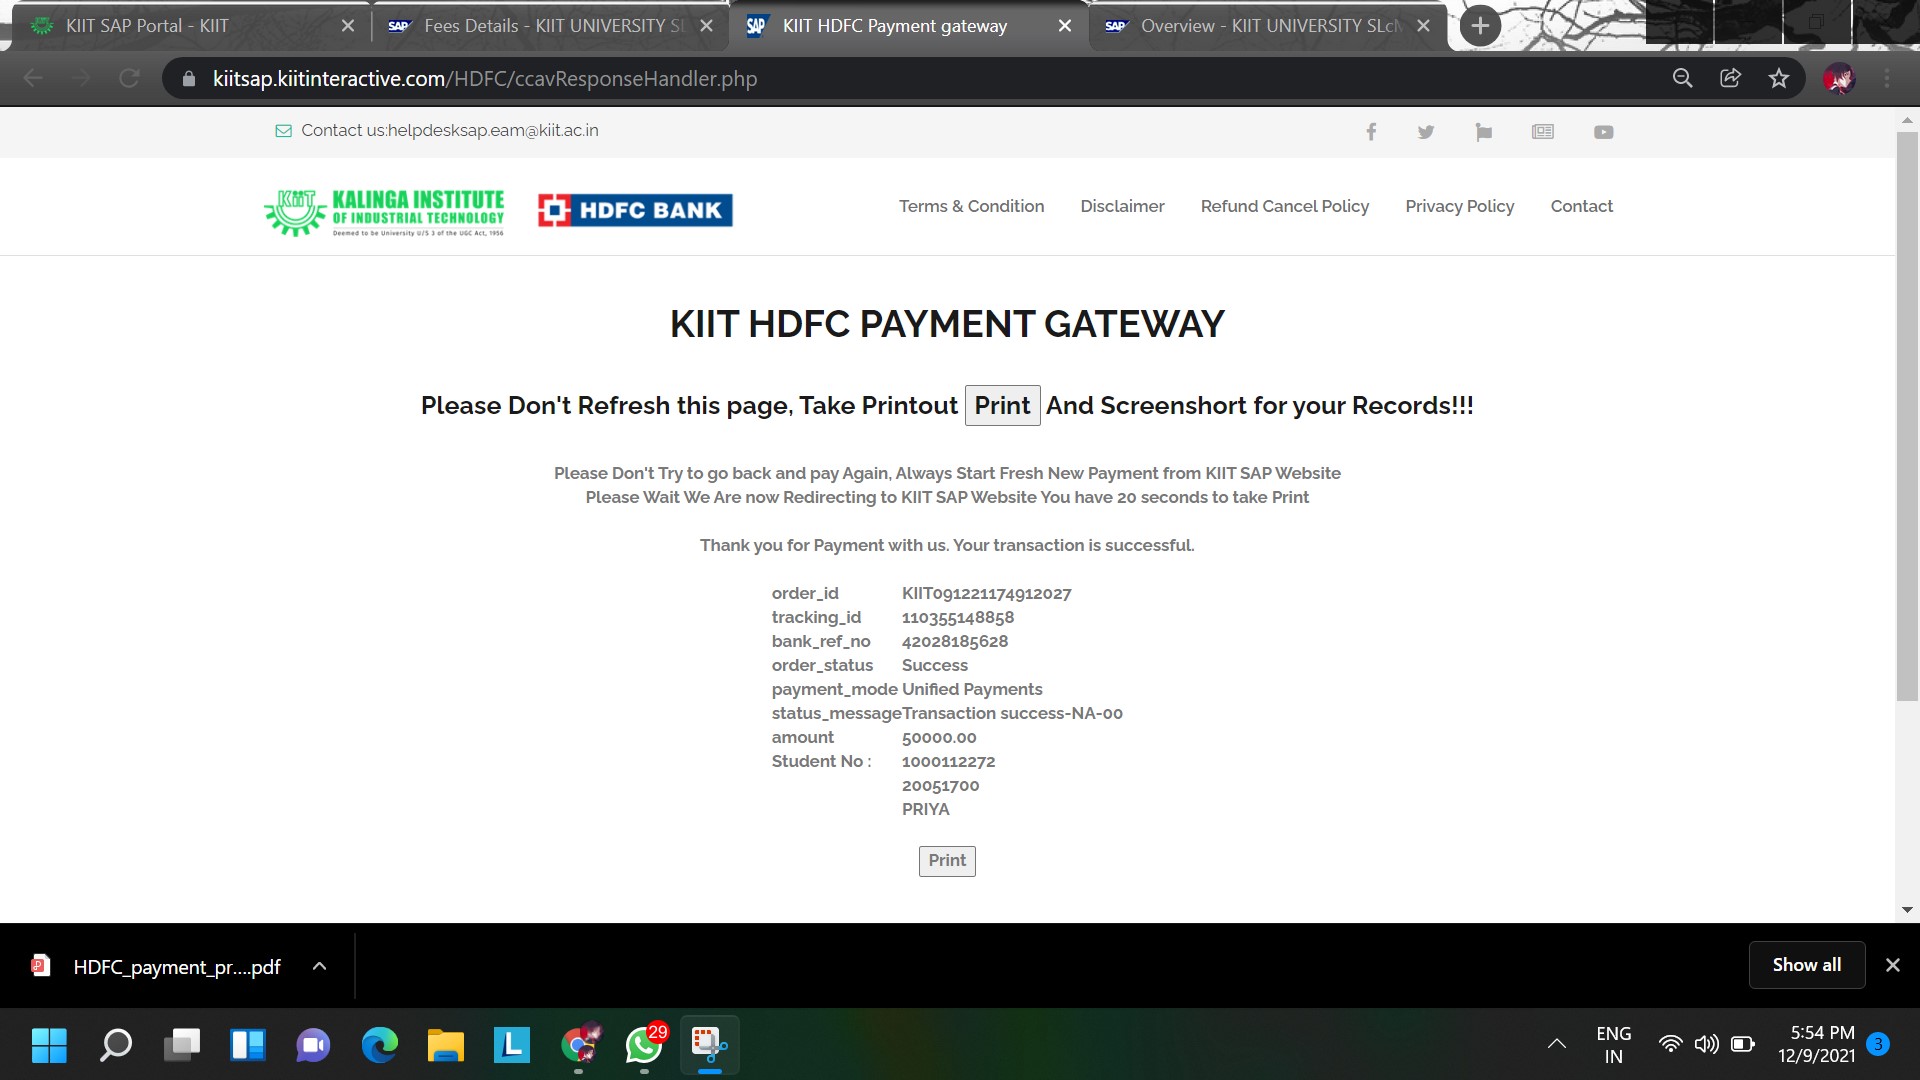 KIIT SAP Portal - KIIT
Fees Details - KIIT UNIVERSITY SL
KIIT HDFC Payment gateway
Overview - KIIT UNIVERSITY SLcM
kiitsap.kiitinteractive.com/HDFC/ccavResponseHandler.php
Contact us:helpdesksap.eam@kiit.ac.in
KiiT
KALINGA INSTITUTE
OF INDUSTRIAL TECHNOLOGY
Deemed to be University U/S 3 of the UGC Act, 1956
HDFC BANK
Terms & Condition
Disclaimer
Refund Cancel Policy
Privacy Policy
Contact
KIIT HDFC PAYMENT GATEWAY
Please Don't Refresh this page, Take Printout Print And Screenshort for your Records!!!
Please Don't Try to go back and pay Again, Always Start Fresh New Payment from KIIT SAP Website
Please Wait We Are now Redirecting to KIIT SAP Website You have 20 seconds to take Print
Thank you for Payment with us. Your transaction is successful.
order_id KIIT091221174912027
tracking_id 110355148858
bank_ref_no 42028185628
order_status Success
payment_mode Unified Payments
status_message Transaction success-NA-00
amount 50000.00
Student No : 1000112272
20051700
PRIYA
Print
HDFC_payment_pr....pdf
Show all
L
29
ENG
IN
5:54 PM
12/9/2021
3